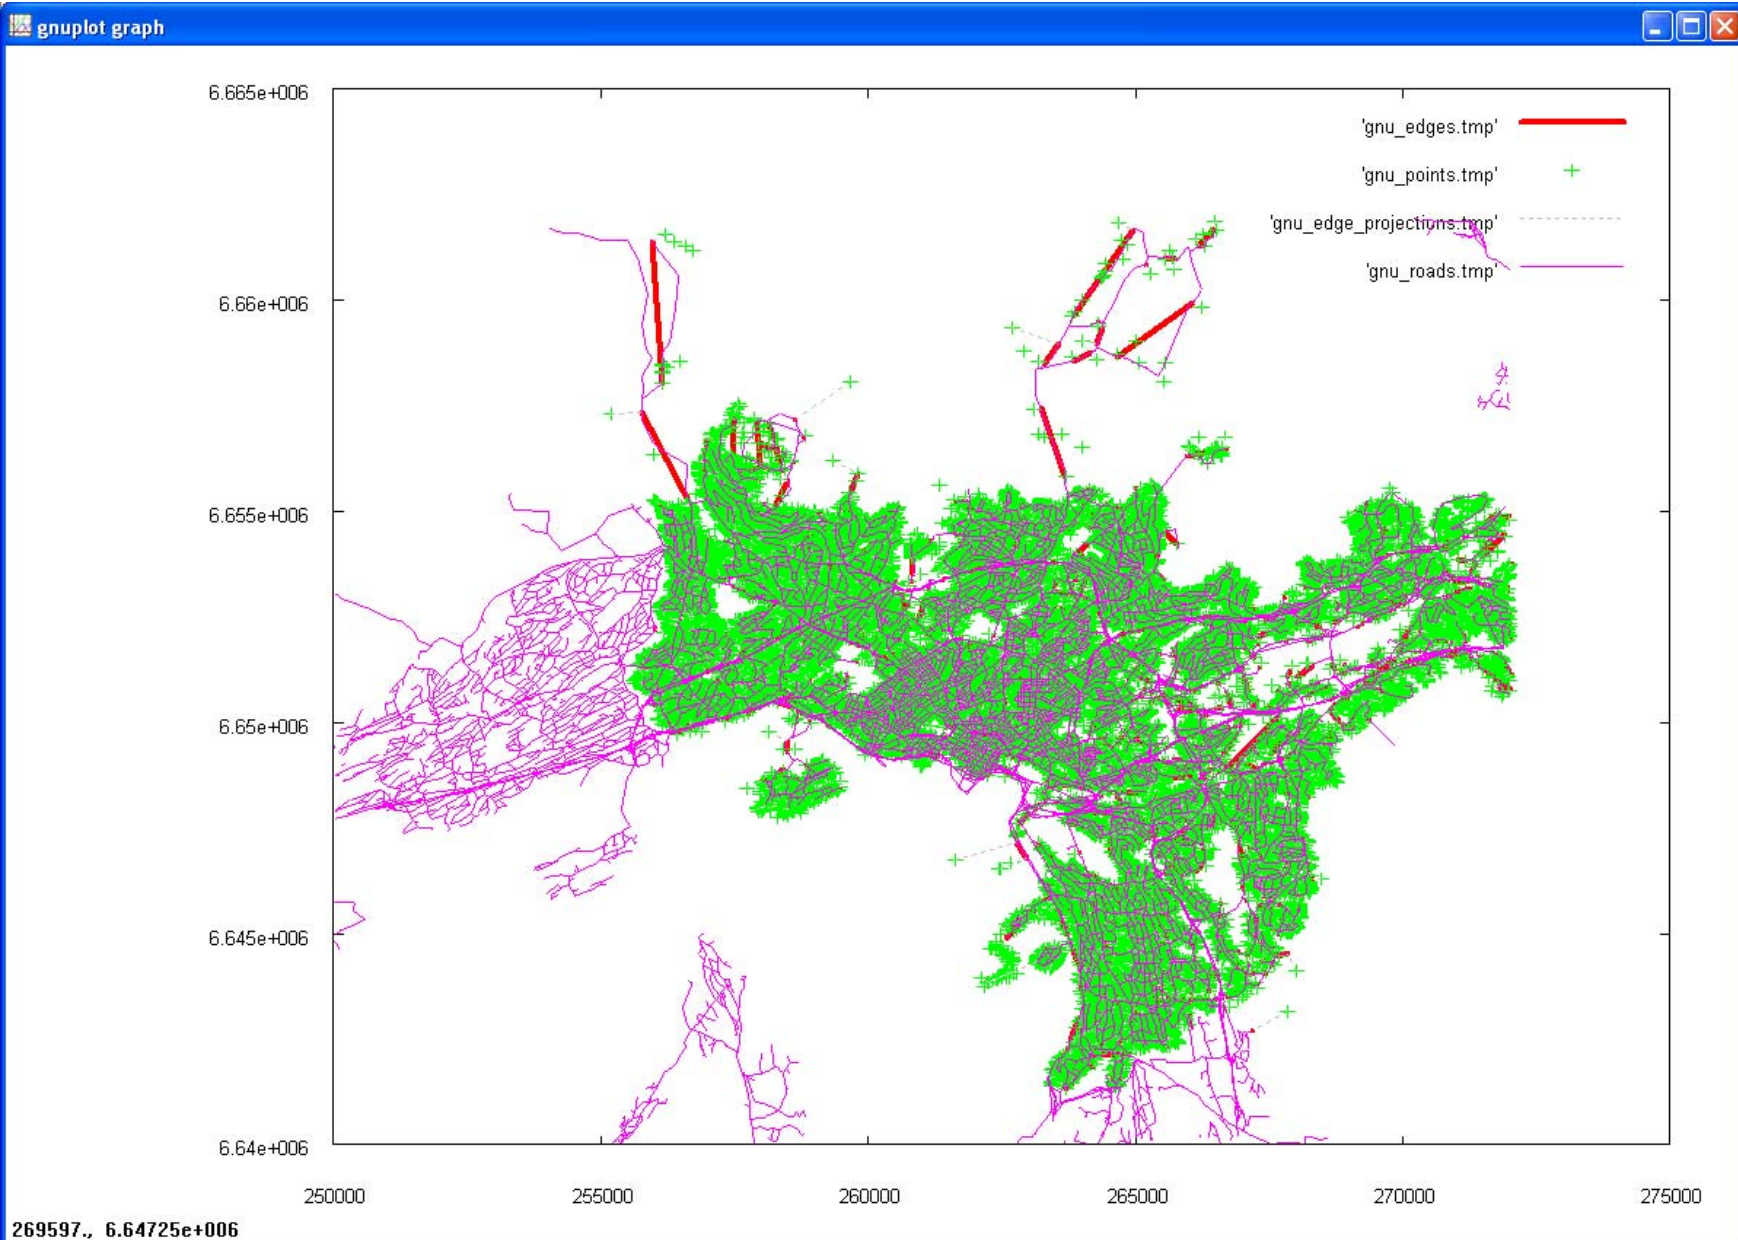 gnuplot graph
6.665e+006
'gnu_edges.tmp'
'gnu_points.tmp'
'gnu_edge_projections.tmp'
'gnu_roads.tmp'
6.66e+006
6.655e+006
6.65e+006
6.645e+006
6.64e+006
250000 255000 260000 265000 270000 275000
269597., 6.64725e+006